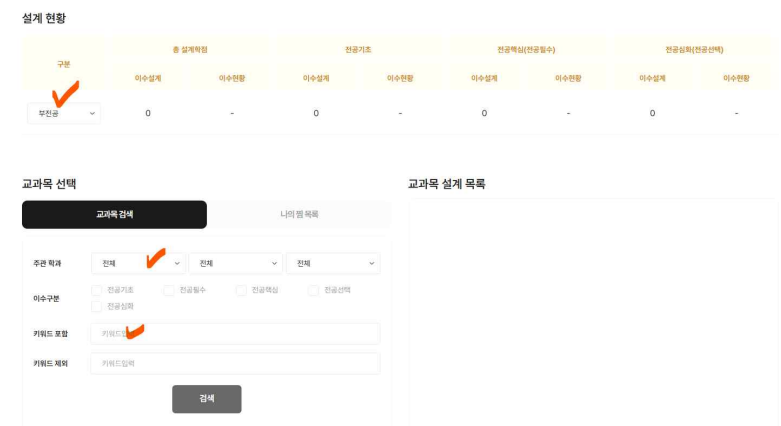 설계 현황
구분 총 설계학점 전공기초 전공핵심(전공필수) 전공심화(전공선택)
이수설계 이수현황 이수설계 이수현황 이수설계 이수현황 이수설계 이수현황
부전공 0 - 0 - 0 - 0 -
교과목 선택 교과목 설계 목록
교과목 검색 나의 찜 목록
주관 학과 전체 전체 전체
이수구분 전공기초 전공필수 전공핵심 전공선택
전공심화
키워드 포함
키워드 제외 키워드입력
검색